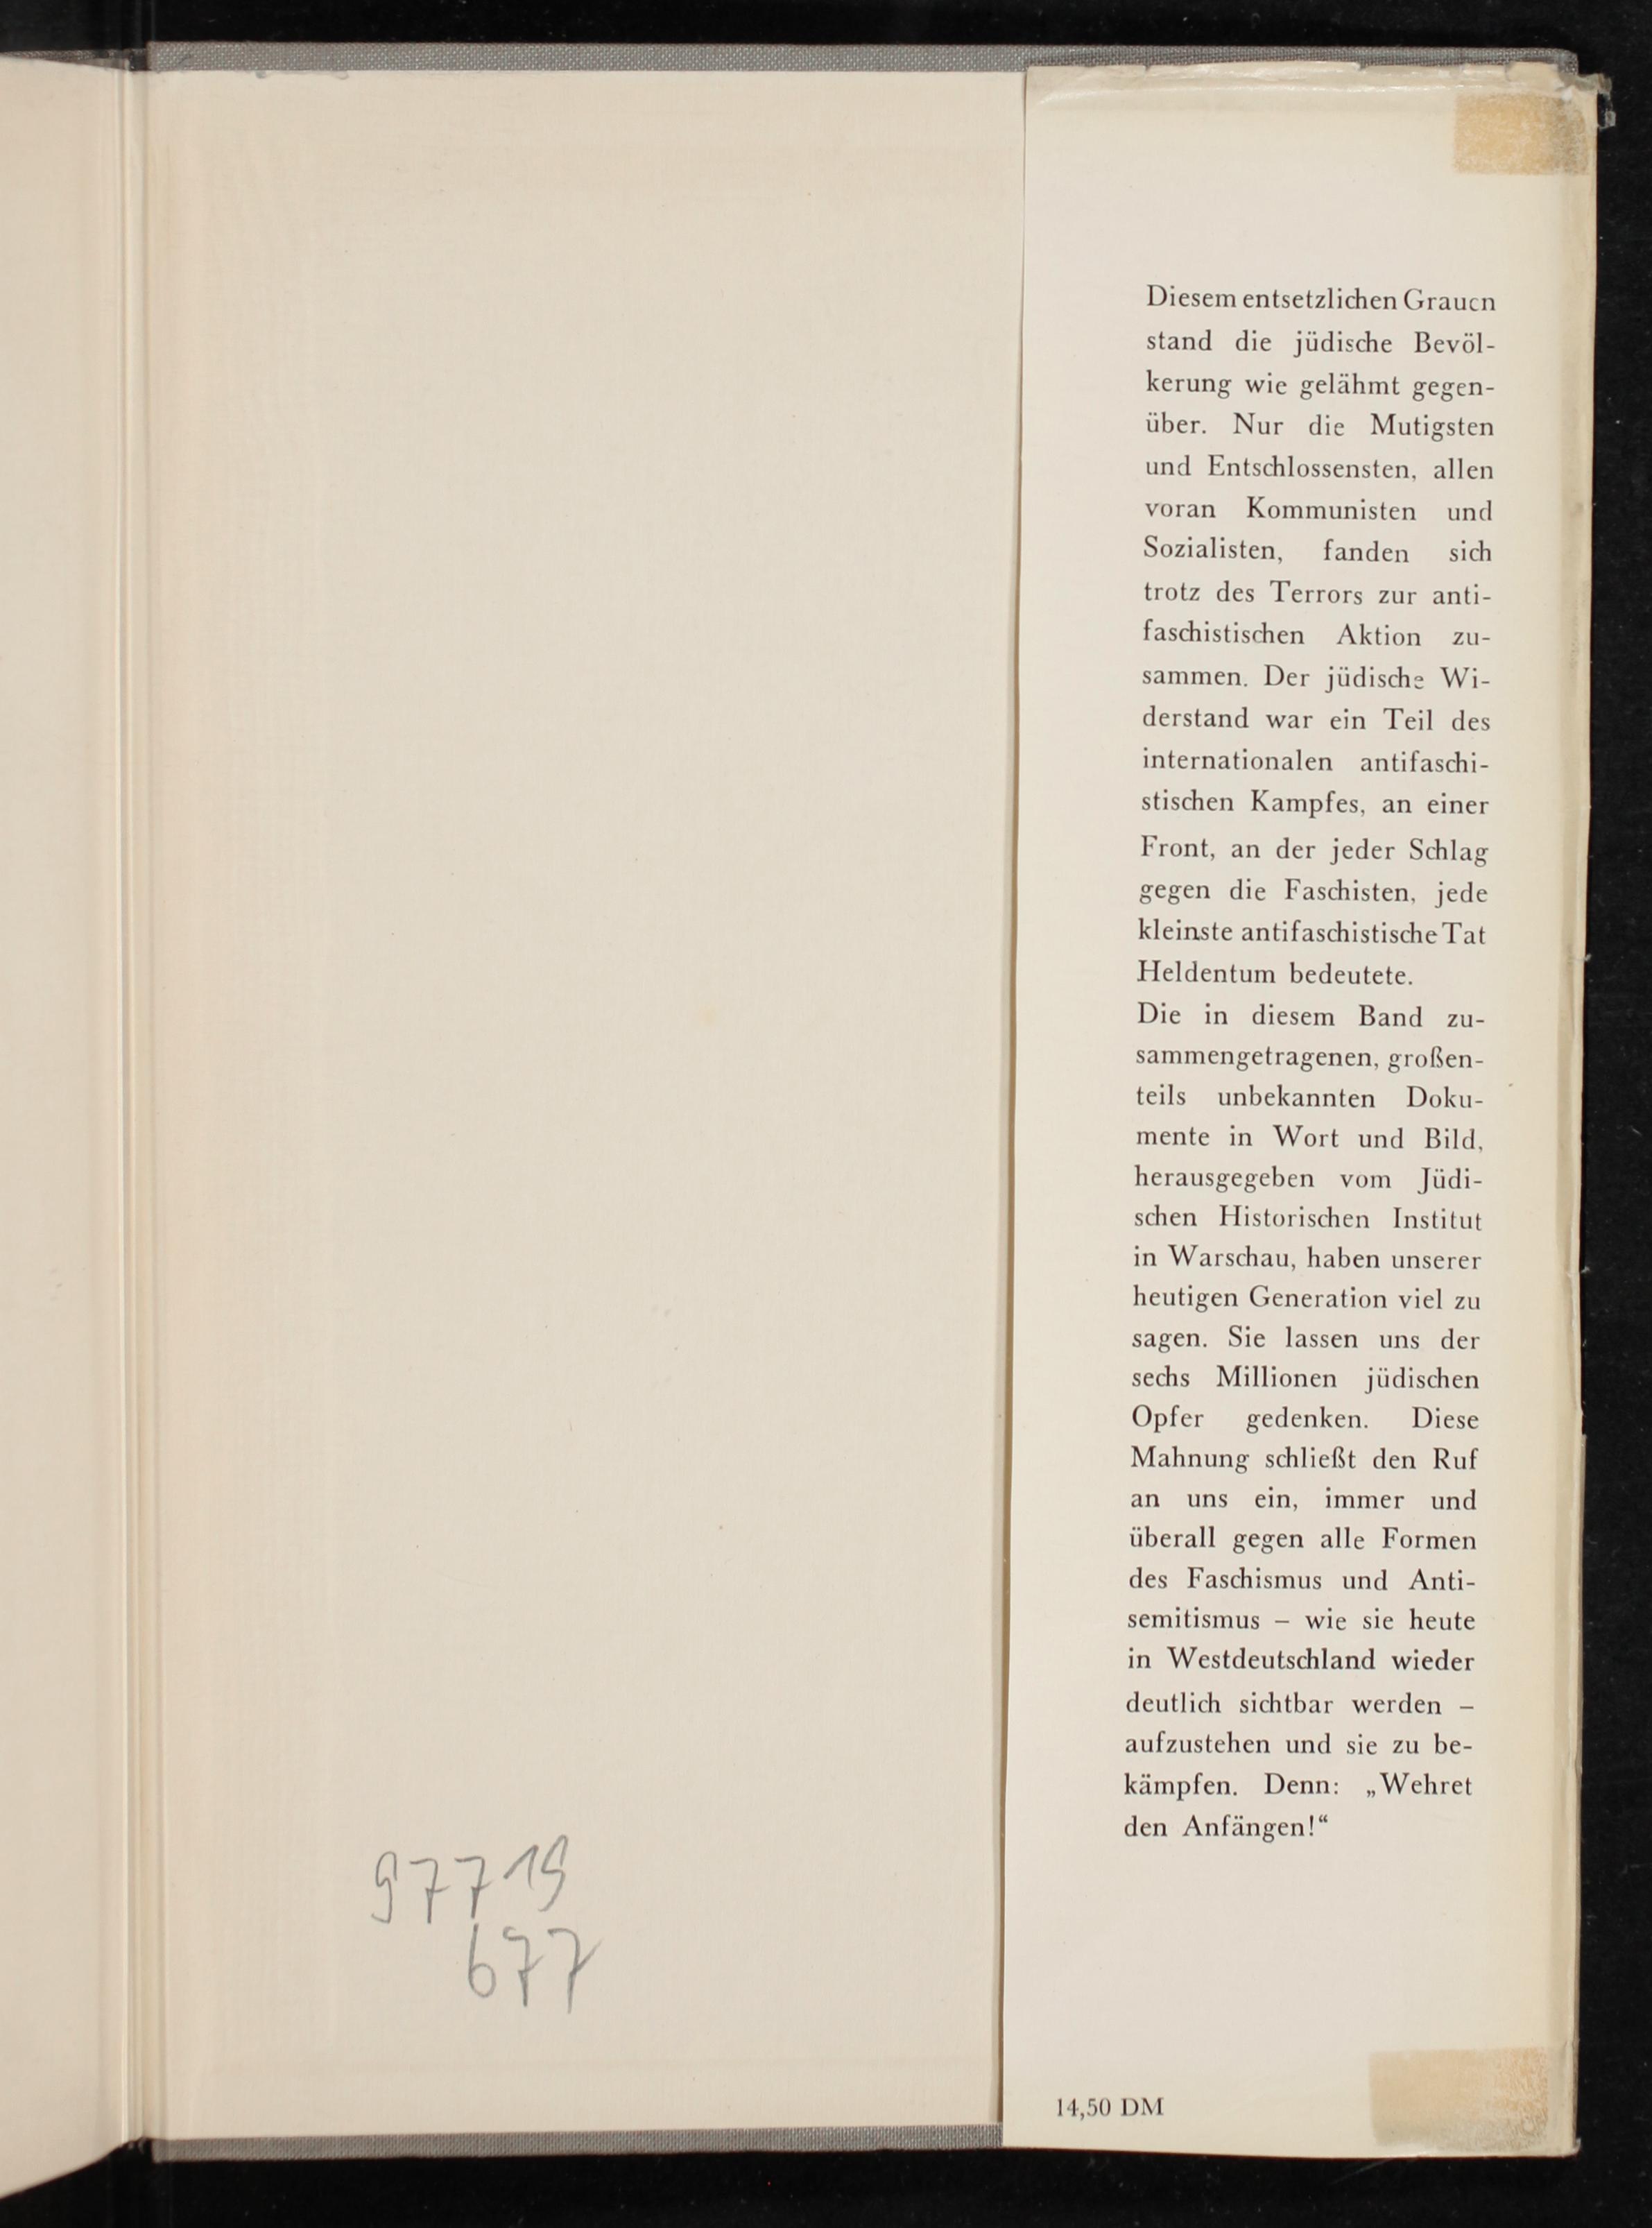 Diesem entsetzlichen Grauen
stand die jüdische Bevöl-
kerung wie gelähmt gegen-
über. Nur die Mutigsten
und Entschlossensten, allen
voran Kommunisten und
Sozialisten, fanden sich
trotz des Terrors zur anti-
faschistischen Aktion zu-
sammen. Der jüdische Wi-
derstand war ein Teil des
internationalen antifaschi-
stischen Kampfes, an einer
Front, an der jeder Schlag
gegen die Faschisten, jede
kleinste antifaschistische Tat
Heldentum bedeutete.
Die in diesem Band zu-
sammengetragenen, großen-
teils unbekannten Doku-
mente in Wort und Bild,
herausgegeben vom Jüdi-
schen Historischen Institut
in Warschau, haben unserer
heutigen Generation viel zu
sagen. Sie lassen uns der
sechs Millionen jüdischen
Opfer gedenken. Diese
Mahnung schließt den Ruf
an uns ein, immer und
überall gegen alle Formen
des Faschismus und Anti-
semitismus – wie sie heute
in Westdeutschland wieder
deutlich sichtbar werden –
aufzustehen und sie zu be-
kämpfen. Denn: „Wehret
den Anfängen!“
97719
677
14,50 DM